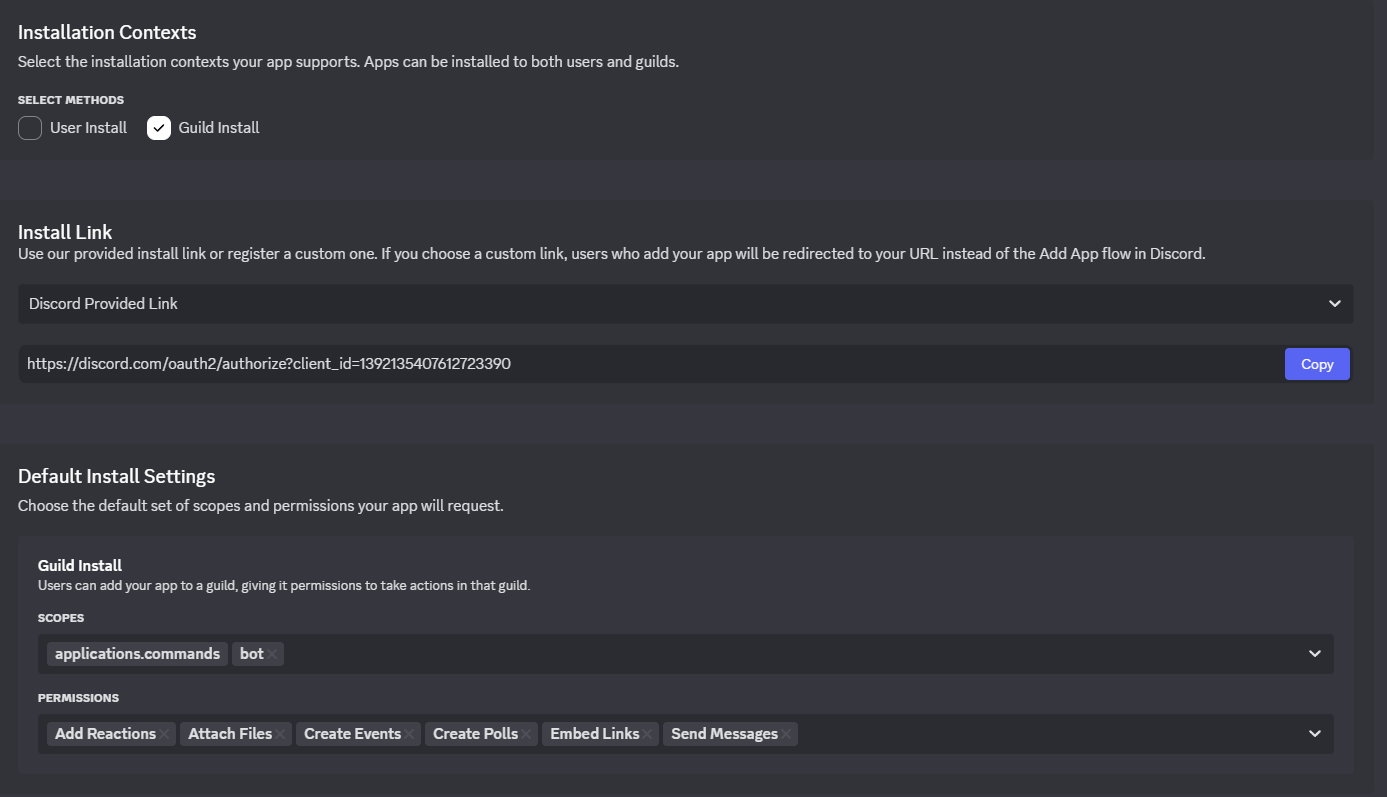 Installation Contexts
Select the installation contexts your app supports. Apps can be installed to both users and guilds.
SELECT METHODS
User Install Guild Install
Install Link
Use our provided install link or register a custom one. If you choose a custom link, users who add your app will be redirected to your URL instead of the Add App flow in Discord.
Discord Provided Link
https://discord.com/oauth2/authorize?client_id=1392135407612723390 Copy
Default Install Settings
Choose the default set of scopes and permissions your app will request.
Guild Install
Users can add your app to a guild, giving it permissions to take actions in that guild.
SCOPES
applications.commands bot
PERMISSIONS
Add Reactions Attach Files Create Events Create Polls Embed Links Send Messages